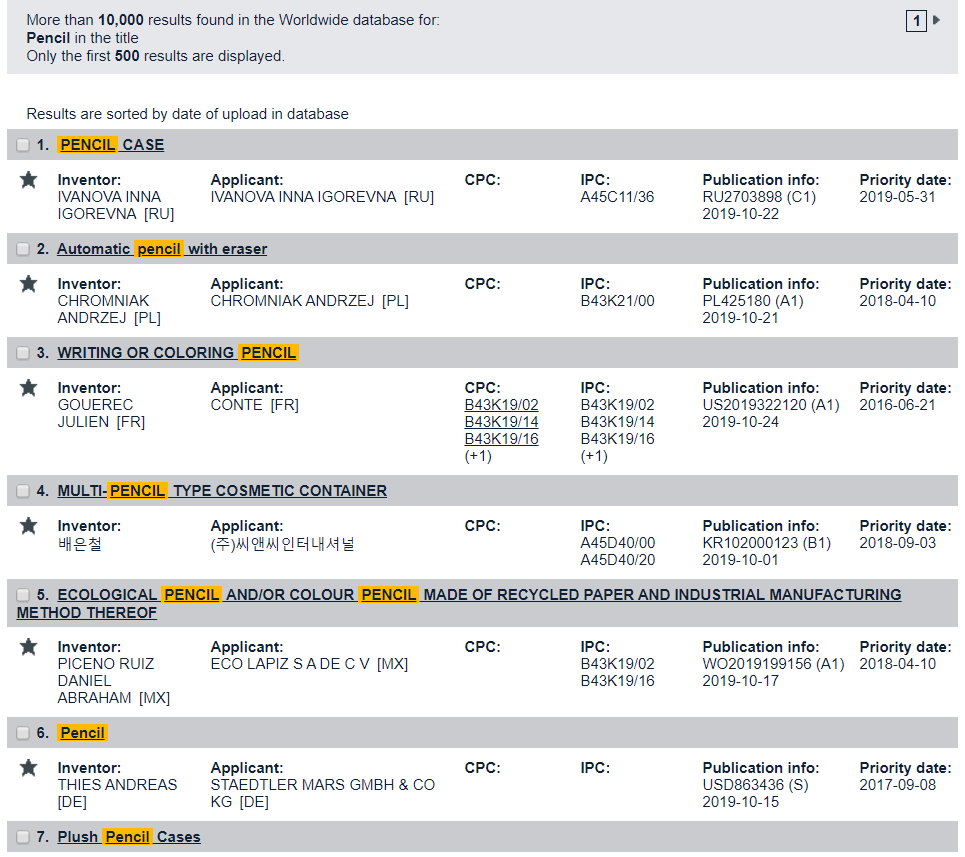 More than 10,000 results found in the Worldwide database for:
1
Pencil in the title
Only the first 500 results are displayed.
Results are sorted by date of upload in database
1. PENCIL CASE
Inventor: Applicant: CPC: IPC: Publication info: Priority date:
IVANOVA INNA IVANOVA INNA IGOREVNA [RU] A45C11/36 RU2703898 (C1) 2019-05-31
IGOREVNA [RU] 2019-10-22
2. Automatic pencil with eraser
Inventor: Applicant: CPC: IPC: Publication info: Priority date:
CHROMNIAK CHROMNIAK ANDRZEJ [PL] B43K21/00 PL425180 (A1) 2018-04-10
ANDRZEJ [PL] 2019-10-21
3. WRITING OR COLORING PENCIL
Inventor: Applicant: CPC: IPC: Publication info: Priority date:
GOUEREC CONTE [FR] B43K19/02 B43K19/02 US2019322120 (A1) 2016-06-21
JULIEN [FR] B43K19/14 B43K19/14 2019-10-24
B43K19/16 B43K19/16
(+1) (+1)
4. MULTI-PENCIL TYPE COSMETIC CONTAINER
Inventor: Applicant: CPC: IPC: Publication info: Priority date:
배은철 (주)씨앤씨인터내셔널 A45D40/00 KR102000123 (B1) 2018-09-03
A45D40/20 2019-10-01
5. ECOLOGICAL PENCIL AND/OR COLOUR PENCIL MADE OF RECYCLED PAPER AND INDUSTRIAL MANUFACTURING
METHOD THEREOF
Inventor: Applicant: CPC: IPC: Publication info: Priority date:
PICENO RUIZ ECO LAPIZ S A DE C V [MX] B43K19/02 WO2019199156 (A1) 2018-04-10
DANIEL B43K19/16 2019-10-17
ABRAHAM [MX]
6. Pencil
Inventor: Applicant: CPC: IPC: Publication info: Priority date:
THIES ANDREAS STAEDTLER MARS GMBH & CO USD863436 (S) 2017-09-08
[DE] KG [DE] 2019-10-15
7. Plush Pencil Cases